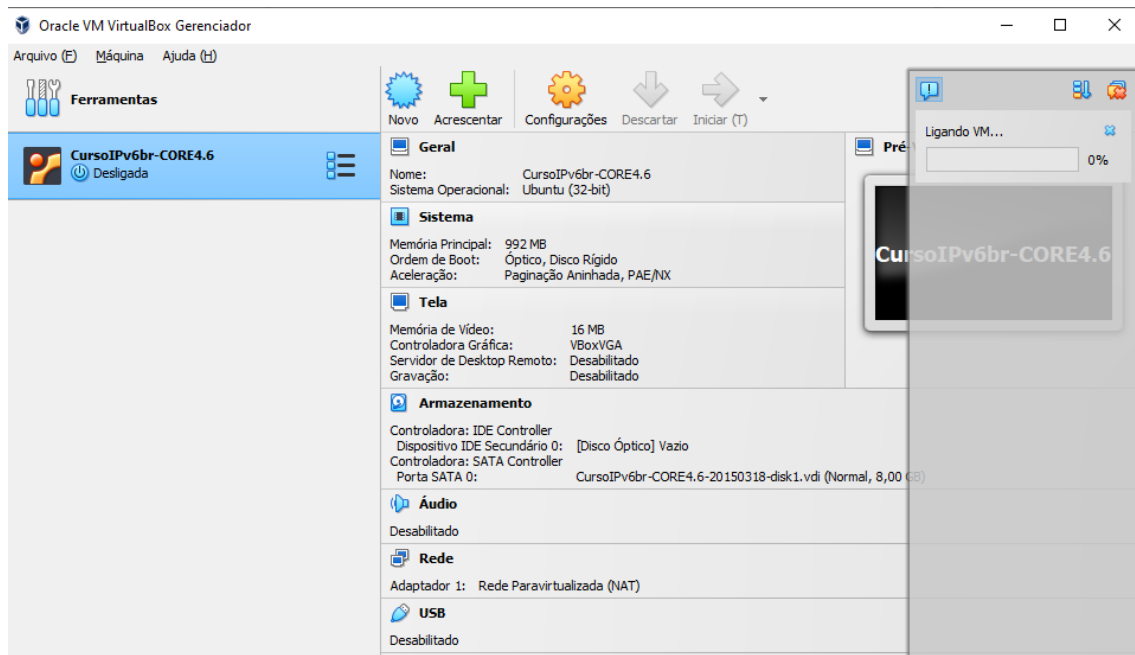 Oracle VM VirtualBox Gerenciador
Arquivo (F) Máquina Ajuda (H)
Ferramentas
Novo Acrescentar Configurações Descartar Iniciar (T)
CursoIPv6br-CORE4.6
Desligada
Geral
Nome: CursoIPv6br-CORE4.6
Sistema Operacional: Ubuntu (32-bit)
Sistema
Memória Principal: 992 MB
Ordem de Boot: Óptico, Disco Rígido
Aceleração: Paginação Aninhada, PAE/NX
Tela
Memória de Vídeo: 16 MB
Controladora Gráfica: VBoxVGA
Servidor de Desktop Remoto: Desabilitado
Gravação: Desabilitado
Armazenamento
Controladora: IDE Controller
Dispositivo IDE Secundário 0: [Disco Óptico] Vazio
Controladora: SATA Controller
Porta SATA 0: CursoIPv6br-CORE4.6-20150318-disk1.vdi (Normal, 8,00 GB)
Áudio
Desabilitado
Rede
Adaptador 1: Rede Paravirtualizada (NAT)
USB
Desabilitado
Pré-
CursoIPv6br-CORE4.6
Ligando VM...
0%